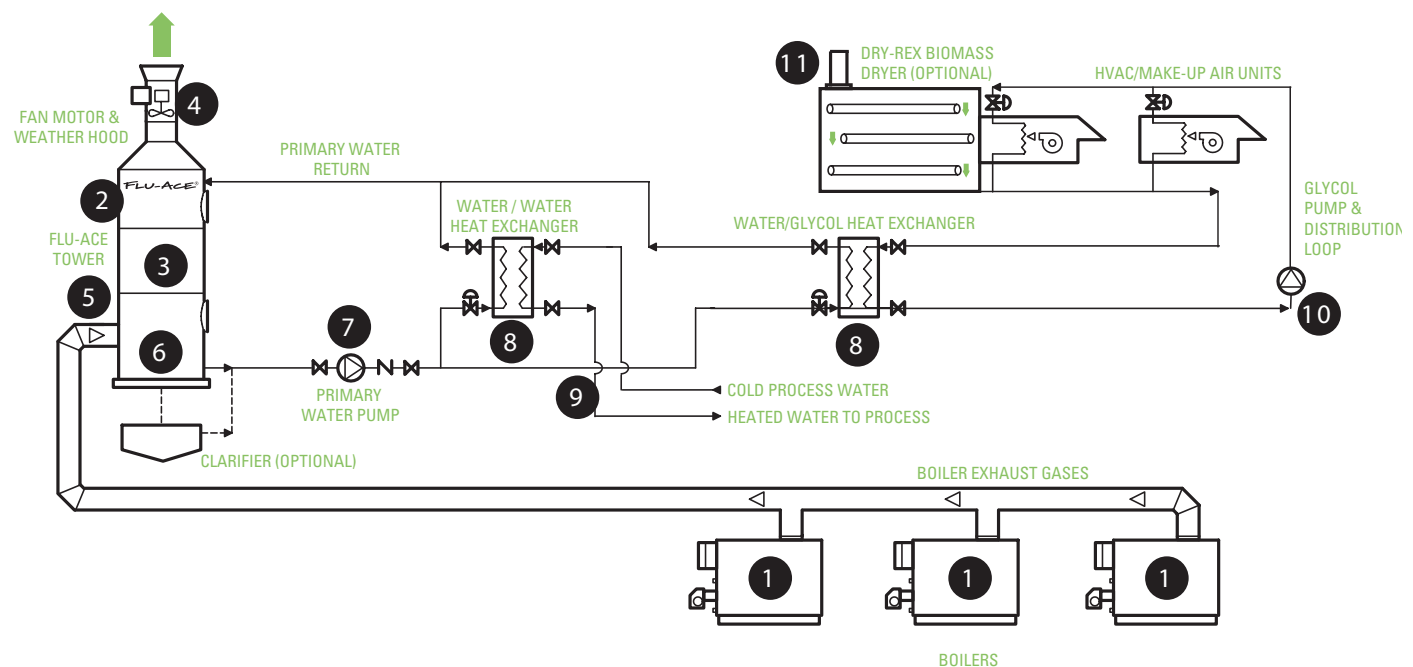 4
FAN MOTOR &
WEATHER HOOD
11
DRY-REX BIOMASS
DRYER (OPTIONAL)
HVAC/MAKE-UP AIR UNITS
PRIMARY WATER
RETURN
FLU-ACE®
2
FLU-ACE
TOWER
3
WATER / WATER
HEAT EXCHANGER
WATER/GLYCOL HEAT EXCHANGER
GLYCOL
PUMP &
DISTRIBUTION
LOOP
5
6
7
8
8
10
PRIMARY
WATER PUMP
9
COLD PROCESS WATER
HEATED WATER TO PROCESS
CLARIFIER (OPTIONAL)
BOILER EXHAUST GASES
1
1
1
BOILERS